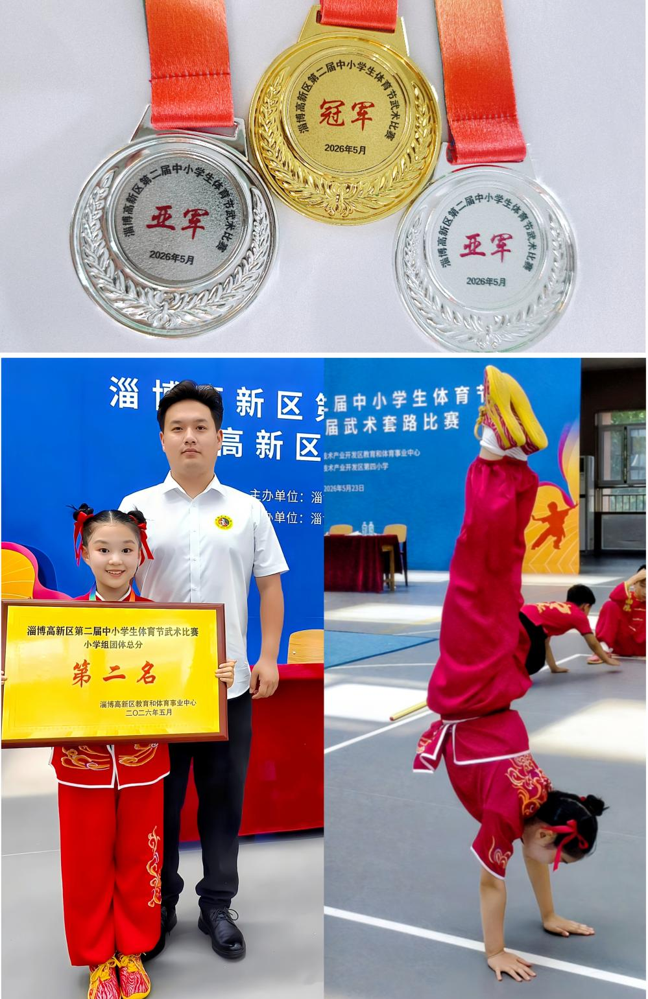 淄博高新区第二届中小学生体育节武术比赛
冠军
2026年5月
淄博高新区第二届中小学生体育节武术比赛
亚军
2026年5月
淄博高新区第二届中小学生体育节武术比赛
亚军
2026年5月
淄博高新区第
高新区
主办单位：淄
办单位：淄
淄博高新区第二届中小学生体育节武术比赛
小学组团体总分
第二名
淄博高新区教育和体育事业中心
二〇二六年五月
届中小学生体育节
届武术套路比赛
技术产业开发区教育和体育事业中心
技术产业开发区第四小学
2026年5月23日